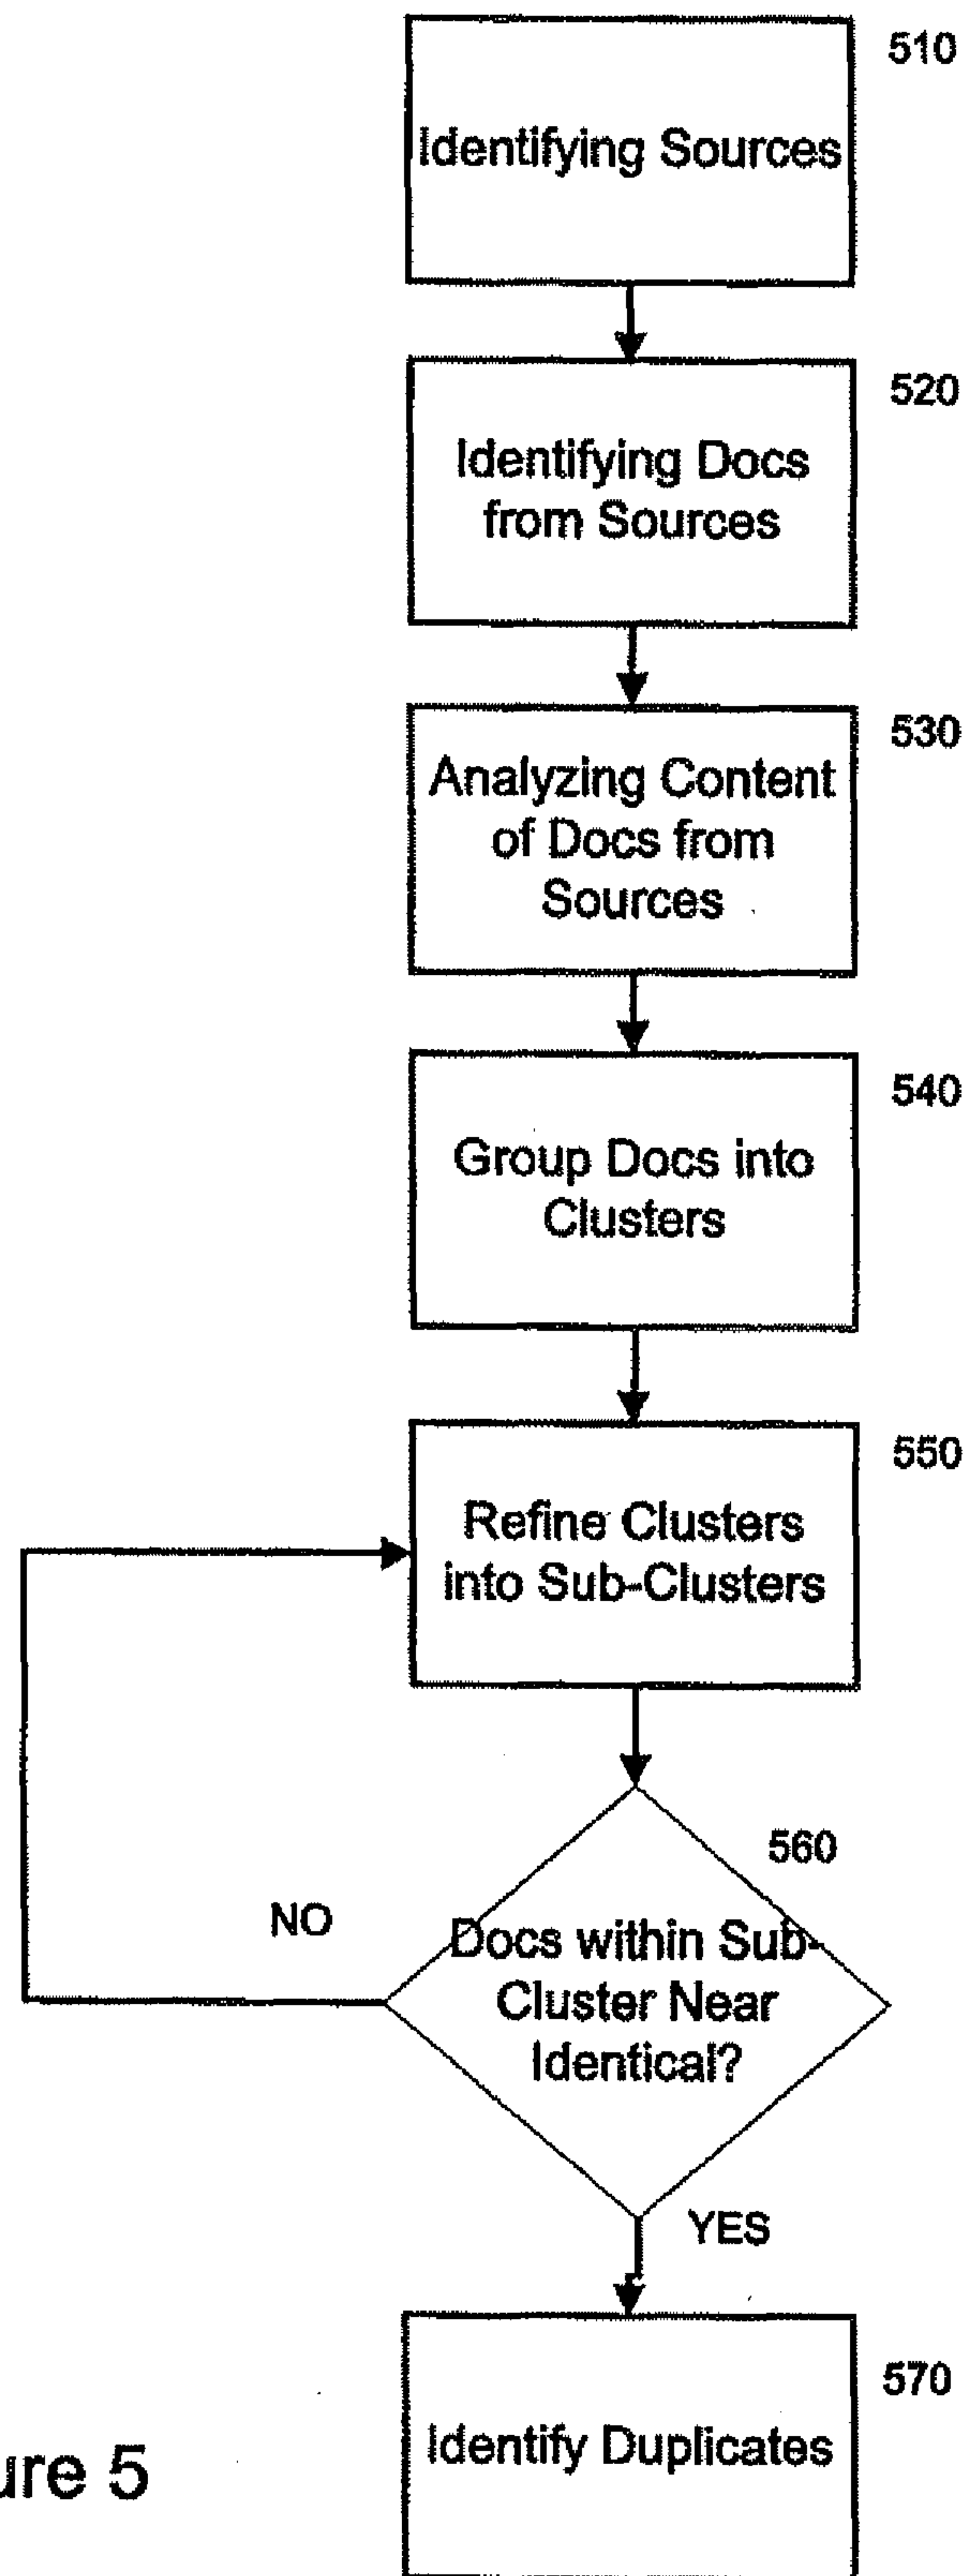 510
Identifying Sources
520
Identifying Docs
from Sources
530
Analyzing Content
of Docs from
Sources
540
Group Docs into
Clusters
550
Refine Clusters
into Sub-Clusters
560
NO
Docs within Sub-
Cluster Near
Identical?
YES
570
Identify Duplicates
ure 5